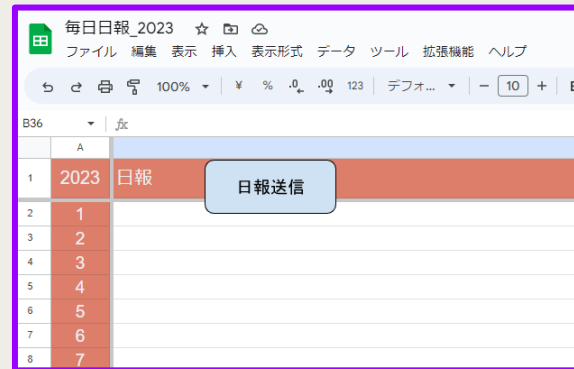 毎日日報_2023
ファイル 編集 表示 挿入 表示形式 データ ツール 拡張機能 ヘルプ
100% ¥ % .0 .00 123 デフォ... − 10 +
B36 fx
A
1 2023 日報 日報送信
2 1
3 2
4 3
5 4
6 5
7 6
8 7